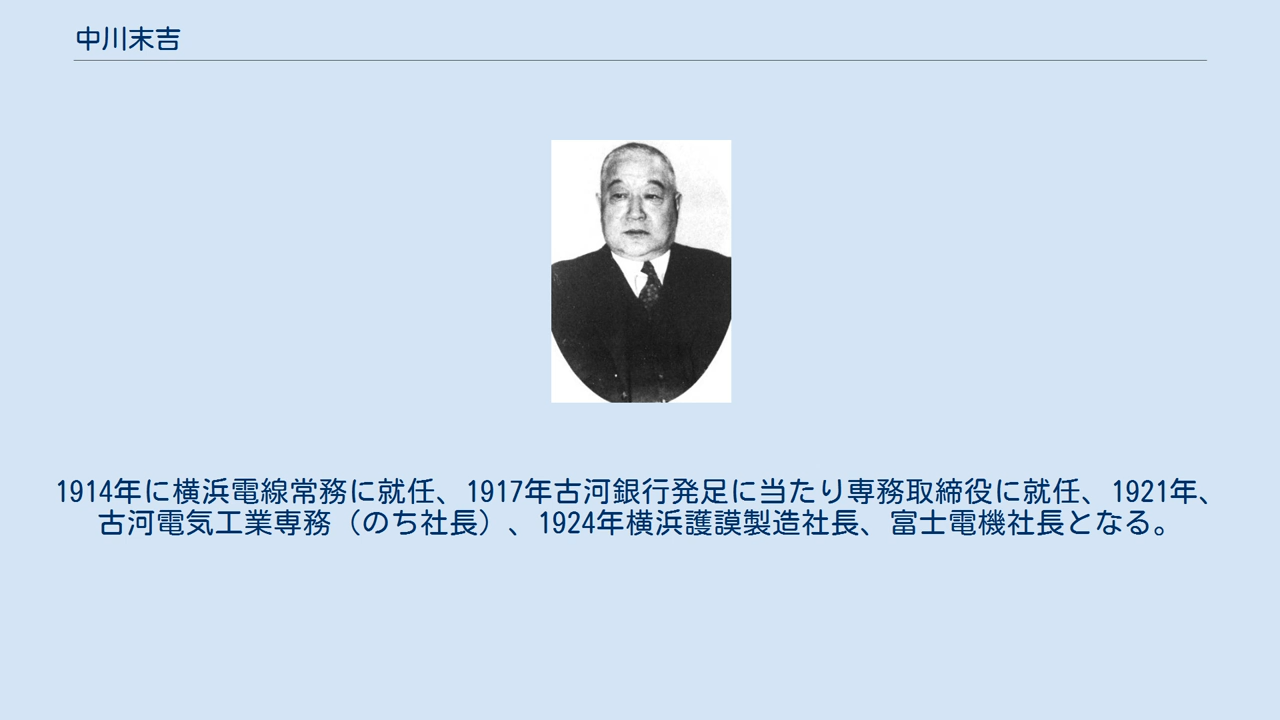 中川末吉
1914年に横浜電線常務に就任、1917年古河銀行発足に当たり専務取締役に就任、1921年、
古河電気工業専務（のち社長）、1924年横浜護謨製造社長、富士電機社長となる。